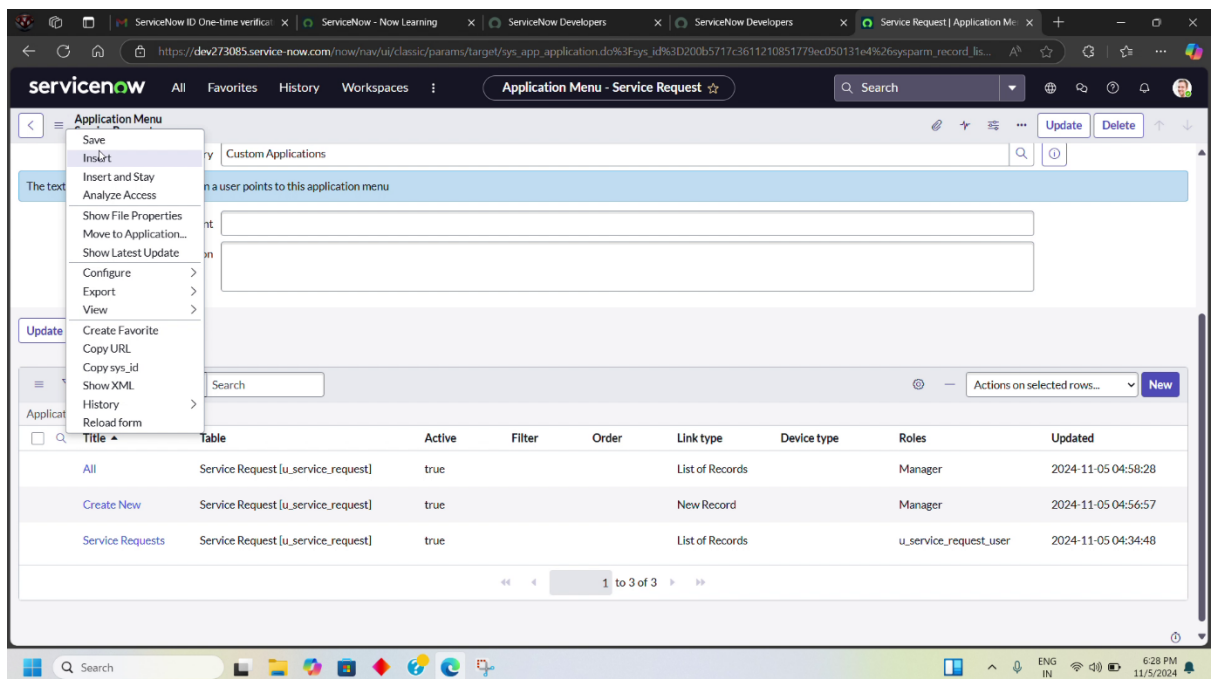 ServiceNow ID One-time verificat
ServiceNow - Now Learning
ServiceNow Developers
ServiceNow Developers
Service Request | Application Me
https://dev273085.service-now.com/now/nav/ui/classic/params/target/sys_app_application.do%3Fsys_id%3D200b5717c3611210851779ec050131e4%26sysparm_record_lis...
servicenow All Favorites History Workspaces Application Menu - Service Request Search
Application Menu
Update Delete
Save
Insert
ry Custom Applications
Insert and Stay
The text n a user points to this application menu
Analyze Access
Show File Properties
nt
Move to Application...
Show Latest Update
on
Configure
Export
View
Update Create Favorite
Copy URL
Copy sys_id
Show XML Search Actions on selected rows... New
History
Applicat
Reload form
Title Table Active Filter Order Link type Device type Roles Updated
All Service Request [u_service_request] true List of Records Manager 2024-11-05 04:58:28
Create New Service Request [u_service_request] true New Record Manager 2024-11-05 04:56:57
Service Requests Service Request [u_service_request] true List of Records u_service_request_user 2024-11-05 04:34:48
1 to 3 of 3
Search ENG IN 6:28 PM 11/5/2024